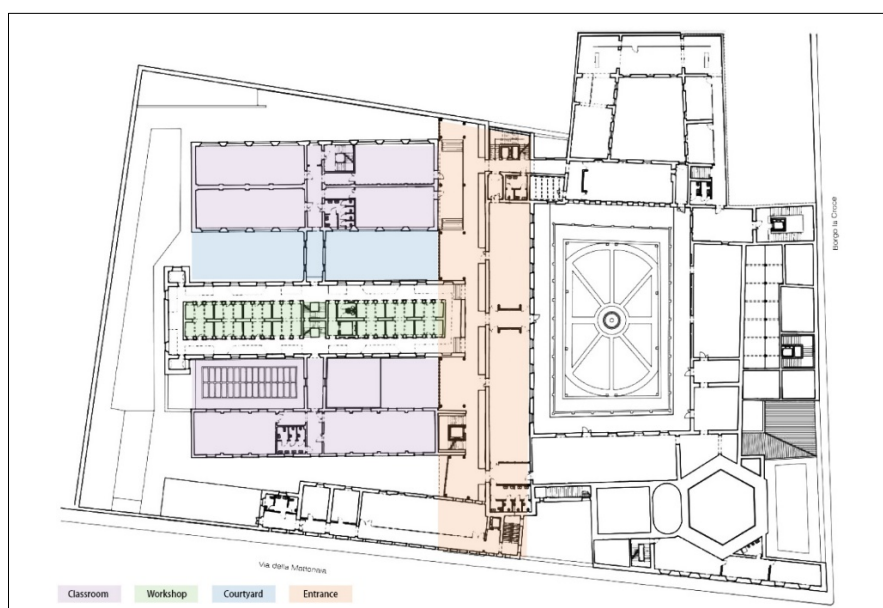 Borgo la Croce
Via della Mattonaia
Classroom
Workshop
Courtyard
Entrance